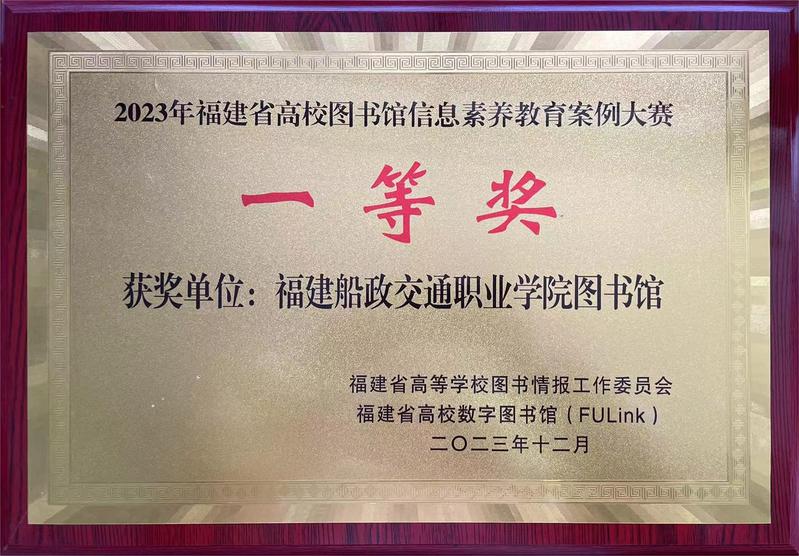 2023年福建省高校图书馆信息素养教育案例大赛
一等奖
获奖单位：福建船政交通职业学院图书馆
福建省高等学校图书情报工作委员会
福建省高校数字图书馆（FULink）
二〇二三年十二月